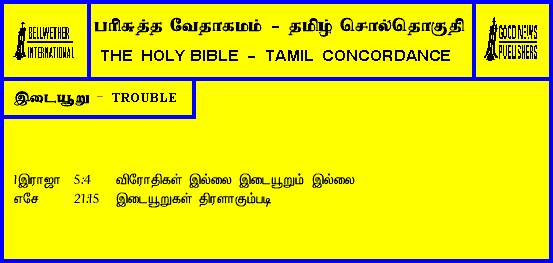 BELLWETHER
INTERNATIONAL
பரிசுத்த வேதாகமம் - தமிழ் சொல்தொகுதி
THE HOLY BIBLE - TAMIL CONCORDANCE
GOOD NEWS
PUBLISHERS
இடையூறு - TROUBLE
1இராஜா 5:4 விரோதிகள் இல்லை இடையூறும் இல்லை
எசே 21:15 இடையூறுகள் திரளாகும்படி